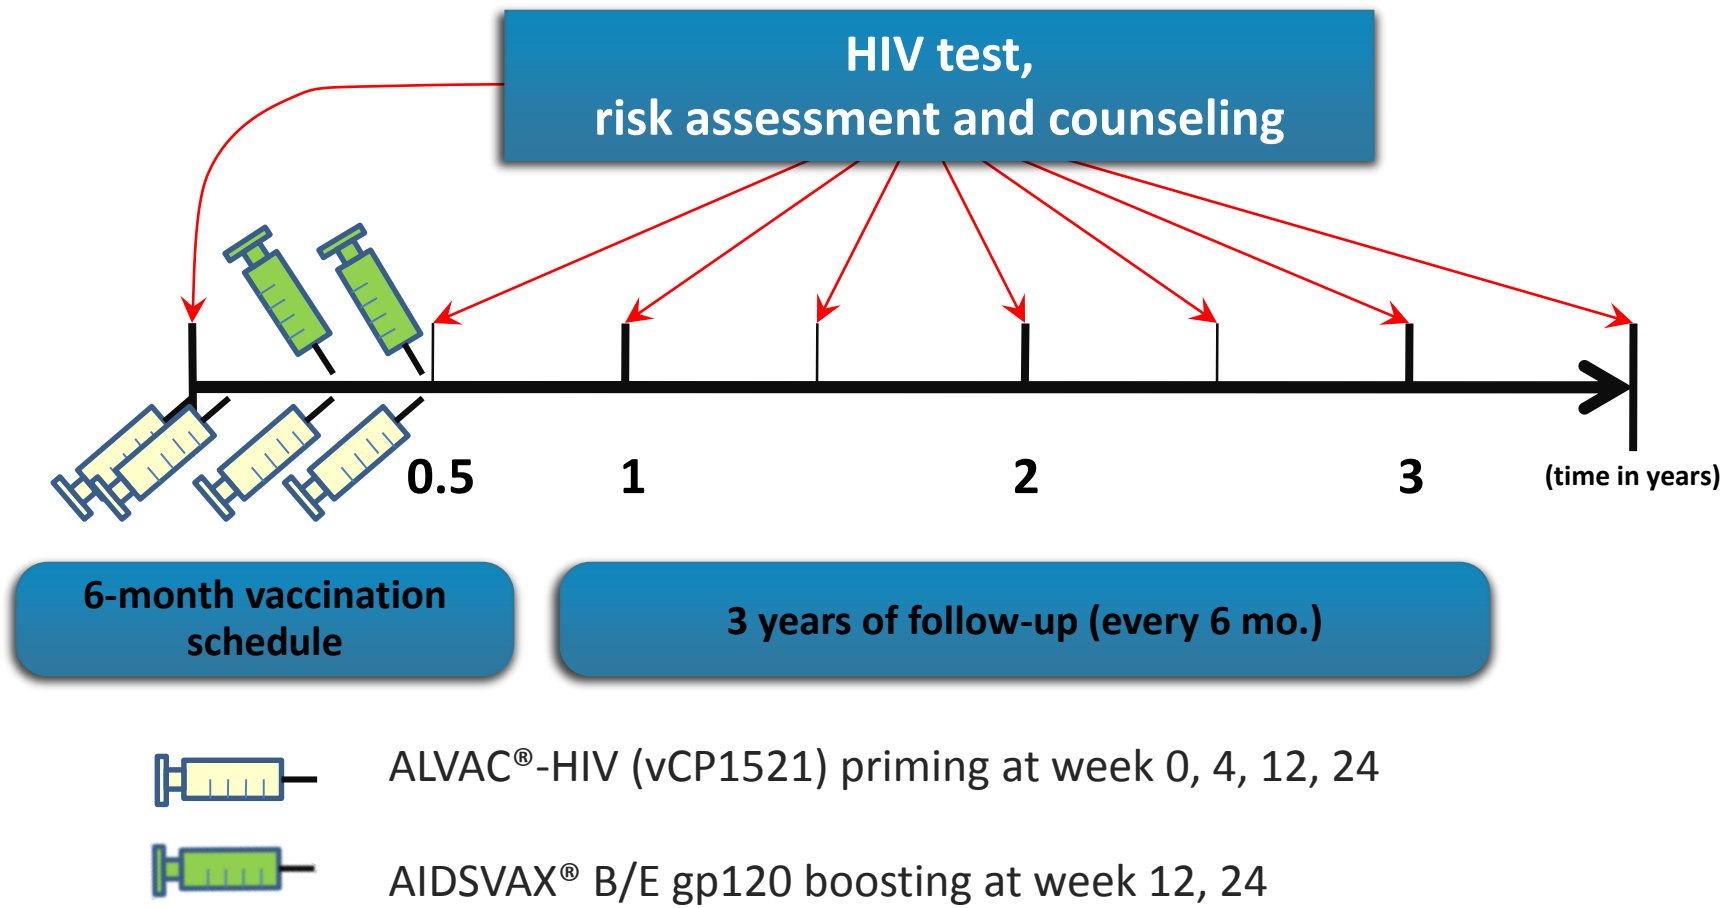 HIV test,
risk assessment and counseling
0.5
1
2
3
(time in years)
6-month vaccination
schedule
3 years of follow-up (every 6 mo.)
ALVAC®-HIV (vCP1521) priming at week 0, 4, 12, 24
AIDSVAX® B/E gp120 boosting at week 12, 24